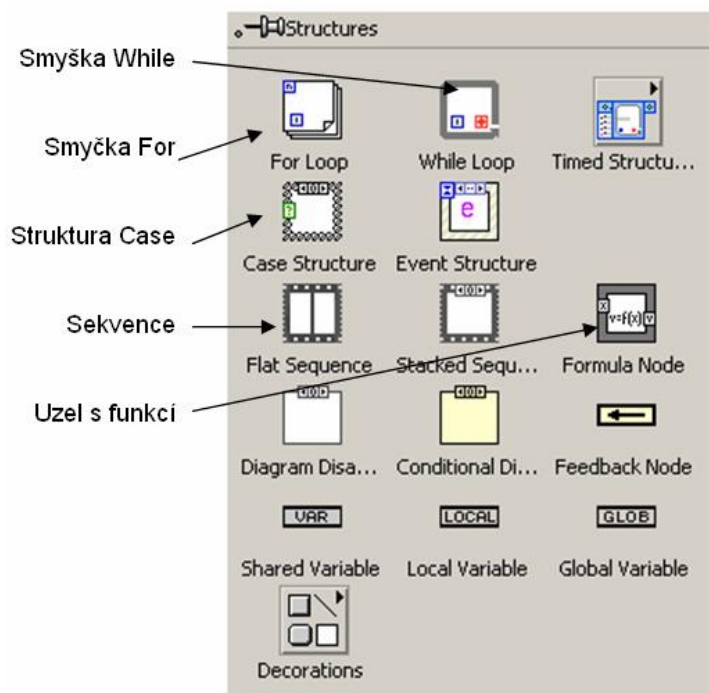 Structures
Smyška While
Smyčka For
For Loop
While Loop
Timed Structu...
Struktura Case
Case Structure
Event Structure
Sekvence
Flat Sequence
Stacked Sequ...
Formula Node
Uzel s funkcí
Diagram Disa...
Conditional Di...
Feedback Node
VAR
LOCAL
GLOB
Shared Variable
Local Variable
Global Variable
Decorations